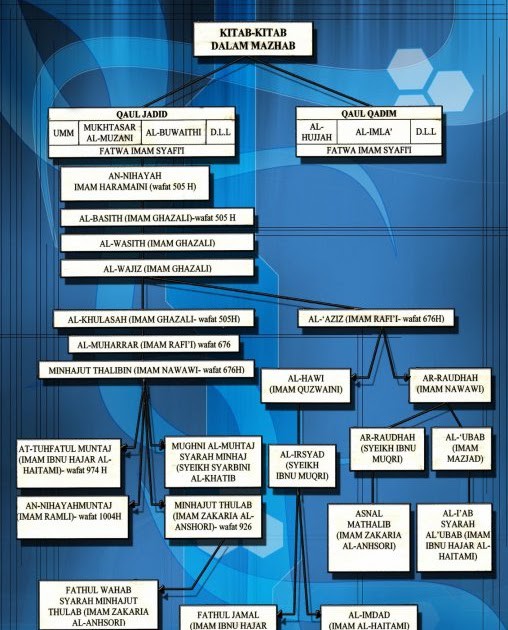 KITAB-KITAB
DALAM MAZHAB
QAUL JADID
UMM
MUKHTASAR
AL-MUZANI
AL-BUWAITHI
D.L.L
FATWA IMAM SYAFI'I
QAUL QADIM
AL-
HUJJAH
AL-IMLA'
D.L.L
FATWA IMAM SYAFI'I
AN-NIHAYAH
IMAM HARAMAINI (wafat 505 H)
AL-BASITH (IMAM GHAZALI)-wafat 505 H
AL-WASITH (IMAM GHAZALI)
AL-WAJIZ (IMAM GHAZALI)
AL-KHULASAH (IMAM GHAZALI- wafat 505H)
AL-'AZIZ (IMAM RAFI'I- wafat 676H)
AL-MUHARRAR (IMAM RAFI'I) wafat 676
MINHAJUT THALIBIN (IMAM NAWAWI - wafat 676H)
AL-HAWI
(IMAM QUZWAINI)
AR-RAUDHAH
(IMAM NAWAWI)
AT-TUHFATUL MUNTAJ
(IMAM IBNU HAJAR AL-
HAITAMI)- wafat 974 H
MUGHNI AL-MUHTAJ
SYARAH MINHAJ
(SYEIKH SYARBINI
AL-KHATIB
AL-IRSYAD
(SYEIKH
IBNU MUQRI)
AR-RAUDHAH
(SYEIKH IBNU
MUQRI)
AL-'UBAB
(IMAM
MAZJAD)
AN-NIHAYAHMUNTAJ
(IMAM RAMLI)- wafat 1004H
MINHAJUT THULAB
(IMAM ZAKARIA AL-
ANSHORI)- wafat 926
ASNAL
MATHALIB
(IMAM ZAKARIA
AL-ANHSORI)
AL-I'AB
SYARAH
AL'UBAB (IMAM
IBNU HAJAR AL-
HAITAMI)
FATHUL WAHAB
SYARAH MINHAJUT
THULAB (IMAM ZAKARIA
AL-ANHSORI)
FATHUL JAMAL
(IMAM IBNU HAJAR
AL-IMDAD
(IMAM AL-HAITAMI)